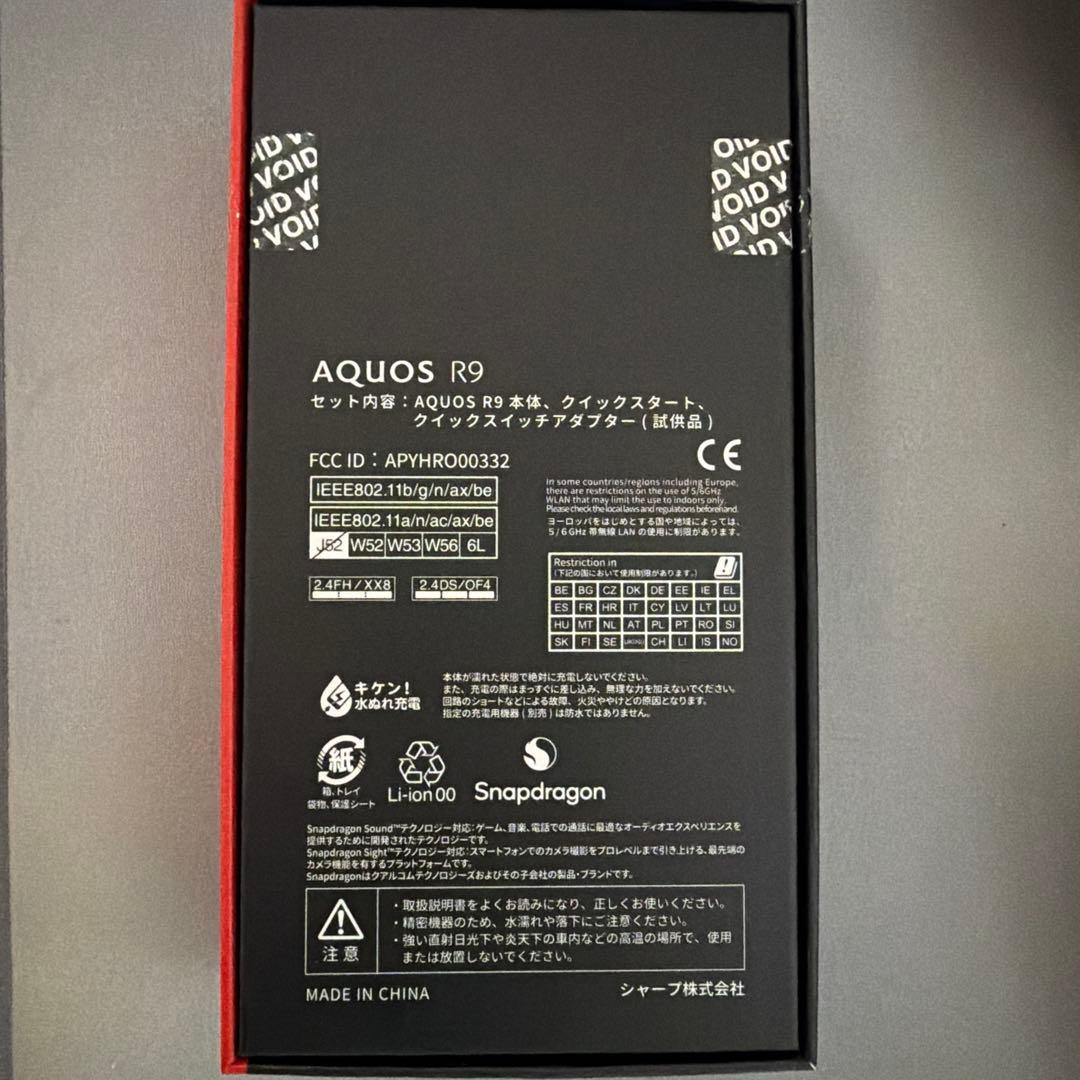 VOID
VOID
AQUOS R9
セット内容：AQUOS R9 本体、クイックスタート、
クイックスイッチアダプター ( 試供品 )
FCC ID：APYHRO00332
CE
IEEE802.11b/g/n/ax/be
IEEE802.11a/n/ac/ax/be
J52 W52 W53 W56 6L
2.4FH/XX8 2.4DS/OF4
In some countries/regions including Europe,
there are restrictions on the use of 5/6GHz
WLAN that may limit the use to indoors only.
Please check the local laws and regulations beforehand.
ヨーロッパをはじめとする国や地域によっては、
5/6GHz 帯無線 LAN の使用に制限があります。
Restriction in
(下記の国において使用制限があります。)
BE BG CZ DK DE EE IE EL
ES FR HR IT CY LV LT LU
HU MT NL AT PL PT RO SI
SK FI SE CH LI IS NO
キケン！
水ぬれ充電
本体が濡れた状態で絶対に充電しないでください。
また、充電の際はまっすぐに差し込み、無理な力を加えないでください。
回路のショートなどによる故障、火災ややけどの原因となります。
指定の充電用機器 ( 別売 ) は防水ではありません。
紙
箱、トレイ
袋物、保護シート
Li-ion 00
Snapdragon
Snapdragon Sound™テクノロジー対応：ゲーム、音楽、電話での通話に最適なオーディオエクスペリエンスを
提供するために開発されたテクノロジーです。
Snapdragon Sight™テクノロジー対応：スマートフォンでのカメラ撮影をプロレベルまで引き上げる、最先端の
カメラ機能を有するプラットフォームです。
Snapdragonはクアルコムテクノロジーズおよびその子会社の製品・ブランドです。
注意
・取扱説明書をよくお読みになり、正しくお使いください。
・精密機器のため、水濡れや落下にご注意ください。
・強い直射日光下や炎天下の車内などの高温の場所で、使用
または放置しないでください。
MADE IN CHINA
シャープ株式会社